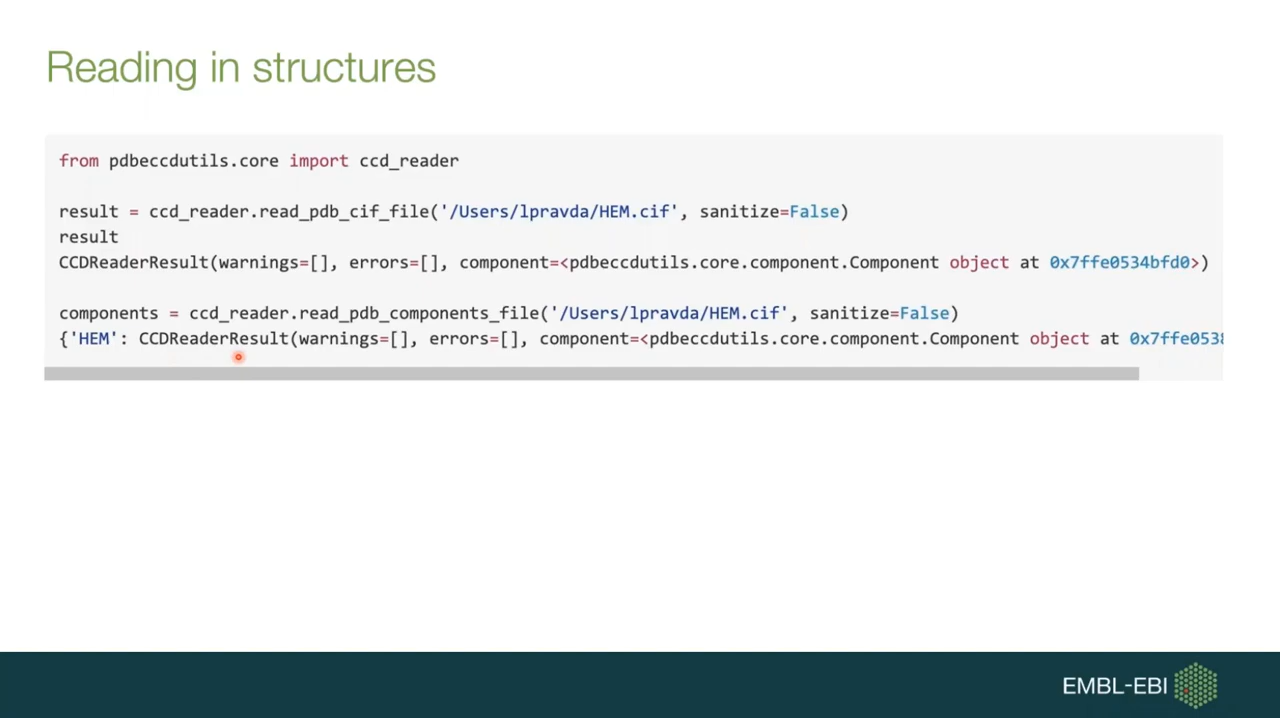 Reading in structures
from pdbeccdutils.core import ccd_reader
result = ccd_reader.read_pdb_cif_file('/Users/lpravda/HEM.cif', sanitize=False)
result
CCDReaderResult(warnings=[], errors=[], component=<pdbeccdutils.core.component.Component object at 0x7ffe0534bfd0>)
components = ccd_reader.read_pdb_components_file('/Users/lpravda/HEM.cif', sanitize=False)
{'HEM': CCDReaderResult(warnings=[], errors=[], component=<pdbeccdutils.core.component.Component object at 0x7ffe0538
EMBL-EBI